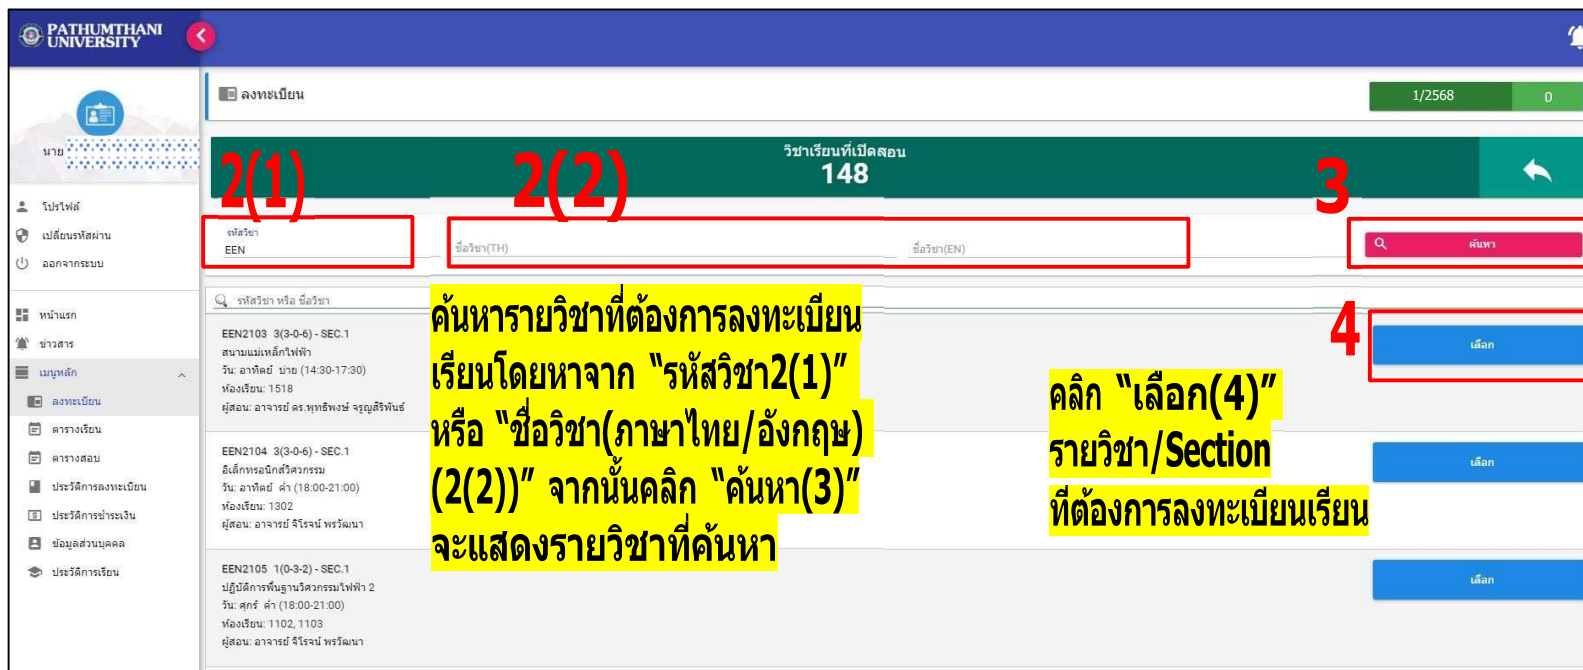 PATHUMTHANI
UNIVERSITY
ลงทะเบียน
1/2568
0
นาย
วิชาเรียนที่เปิดสอน
148
2(1)
2(2)
3
โปรไฟล์
เปลี่ยนรหัสผ่าน
ออกจากระบบ
หน้าแรก
ข่าวสาร
เมนูหลัก
ลงทะเบียน
ตารางเรียน
ตารางสอบ
ประวัติการลงทะเบียน
ประวัติการชำระเงิน
ข้อมูลส่วนบุคคล
ประวัติการเรียน
รหัสวิชา
EEN
ชื่อวิชา(TH)
ชื่อวิชา(EN)
ค้นหา
รหัสวิชา หรือ ชื่อวิชา
EEN2103 3(3-0-6) - SEC.1
สนามแม่เหล็กไฟฟ้า
วัน: อาทิตย์ บ่าย (14:30-17:30)
ห้องเรียน: 1518
ผู้สอน: อาจารย์ ดร.พุทธิพงษ์ จรูญสิริพันธ์
4
เลือก
EEN2104 3(3-0-6) - SEC.1
อิเล็กทรอนิกส์วิศวกรรม
วัน: อาทิตย์ ค่ำ (18:00-21:00)
ห้องเรียน: 1302
ผู้สอน: อาจารย์ จิโรจน์ พรวัฒนา
เลือก
EEN2105 1(0-3-2) - SEC.1
ปฏิบัติการพื้นฐานวิศวกรรมไฟฟ้า 2
วัน: ศุกร์ ค่ำ (18:00-21:00)
ห้องเรียน: 1102, 1103
ผู้สอน: อาจารย์ จิโรจน์ พรวัฒนา
เลือก
ค้นหารายวิชาที่ต้องการลงทะเบียน
เรียนโดยหาจาก “รหัสวิชา2(1)”
หรือ “ชื่อวิชา(ภาษาไทย/อังกฤษ)
(2(2))” จากนั้นคลิก “ค้นหา(3)”
จะแสดงรายวิชาที่ค้นหา
คลิก “เลือก(4)”
รายวิชา/Section
ที่ต้องการลงทะเบียนเรียน